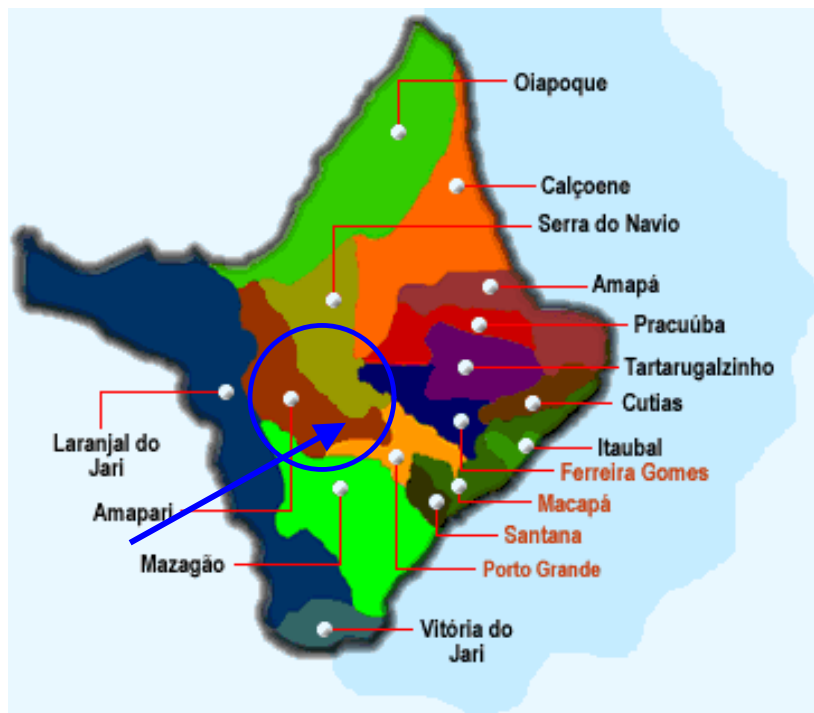 Oiapoque
Calçoene
Serra do Navio
Amapá
Pracuúba
Tartarugalzinho
Cutias
Laranjal do
Jari
Itaubal
Ferreira Gomes
Amapari
Macapá
Santana
Mazagão
Porto Grande
Vitória do
Jari